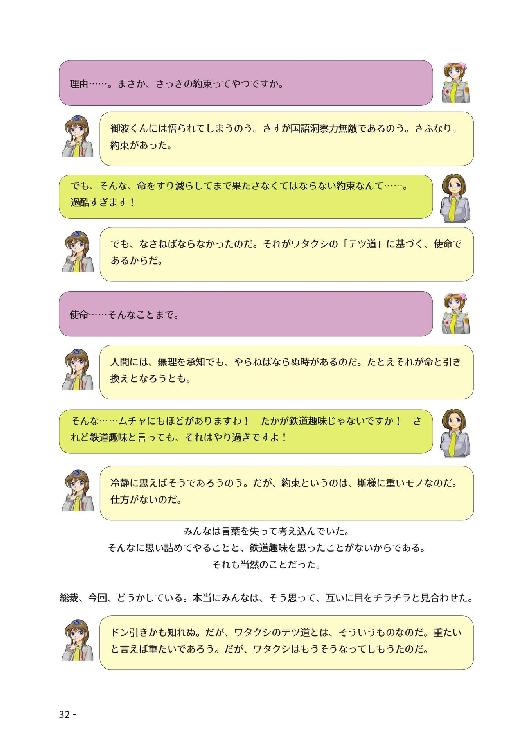 理由……。まさか、さっきの約束ってやつですか。
御波くんには悟られてしまうのう。さすが国語洞察力無敵であるのう。さふなり。
約束があった。
でも、そんな、命をすり減らしてまで果たさなくてはならない約束なんて……。
過酷すぎます！
でも、なさねばならなかったのだ。それがワタクシの「テツ道」に基づく、使命で
あるからだ。
使命……そんなことまで。
人間には、無理を承知でも、やらねばならぬ時があるのだ。たとえそれが命と引き
換えとなろうとも。
そんな……ムチャにもほどがありますわ！　たかが鉄道趣味じゃないですか！　さ
れど鉄道趣味と言っても、それはやり過ぎですよ！
冷静に思えばそうであろうのう。だが、約束というのは、斯様に重いモノなのだ。
仕方がないのだ。
みんなは言葉を失って考え込んでいた。
そんなに思い詰めてやることと、鉄道趣味を思ったことがないからである。
それも当然のことだった。
総裁、今回、どうかしている。本当にみんなは、そう思って、互いに目をチラチラと見合わせた。
ドン引きかも知れぬ。だが、ワタクシのテツ道とは、そういうものなのだ。重たい
と言えば重たいであろう。だが、ワタクシはもうそうなってしもうたのだ。
32 -